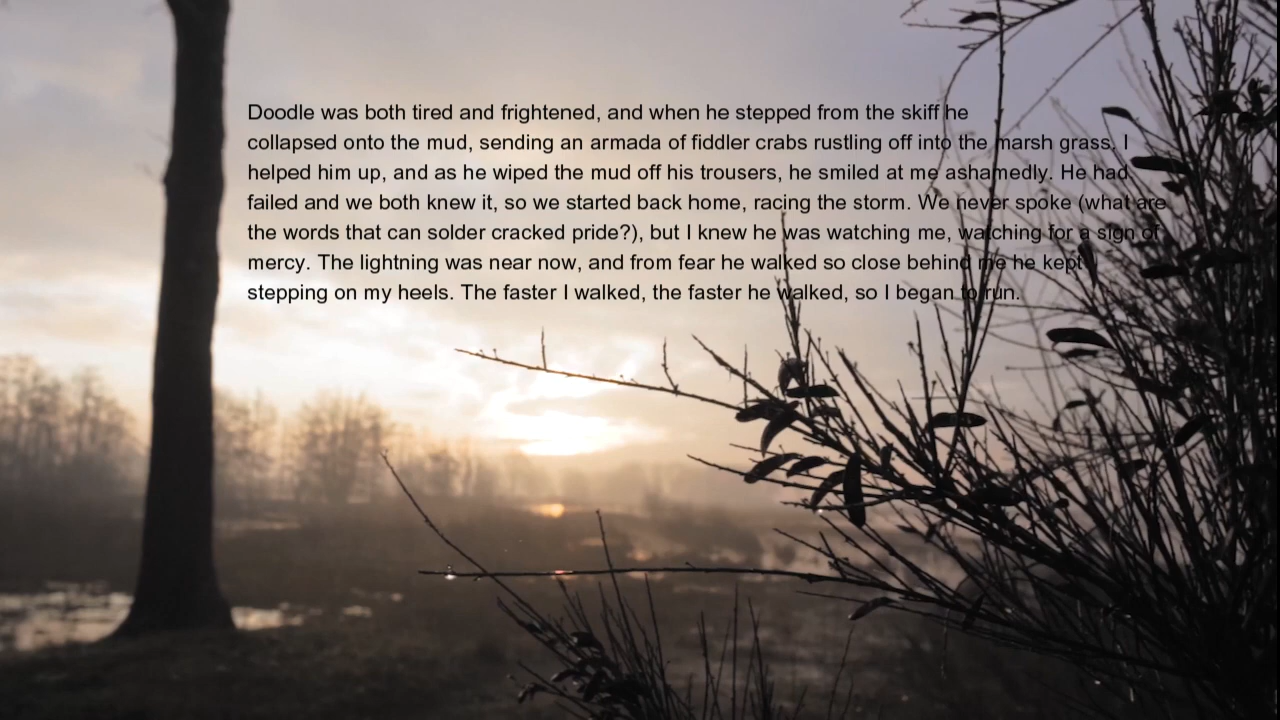 Doodle was both tired and frightened, and when he stepped from the skiff he
collapsed onto the mud, sending an armada of fiddler crabs rustling off into the marsh grass. I
helped him up, and as he wiped the mud off his trousers, he smiled at me ashamedly. He had
failed and we both knew it, so we started back home, racing the storm. We never spoke (what are
the words that can solder cracked pride?), but I knew he was watching me, watching for a sign of
mercy. The lightning was near now, and from fear he walked so close behind me he kept
stepping on my heels. The faster I walked, the faster he walked, so I began to run.